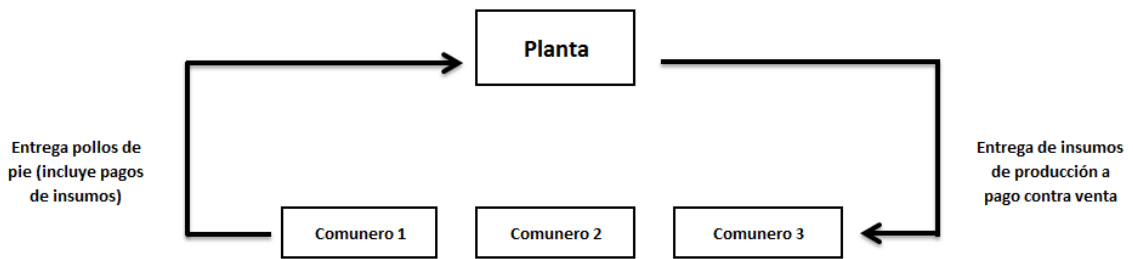 Planta
Entrega pollos de
pie (incluye pagos
de insumos)
Entrega de insumos
de producción a
pago contra venta
Comunero 1
Comunero 2
Comunero 3